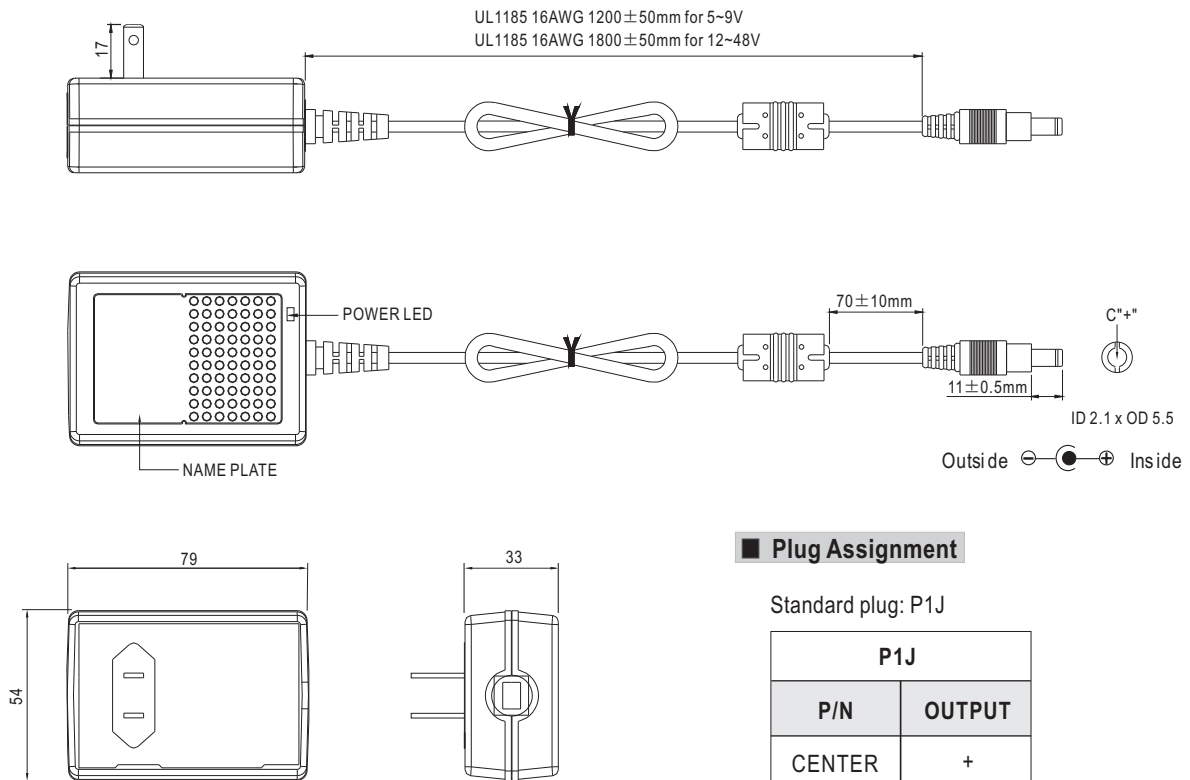 UL1185 16AWG 1200±50mm for 5~9V
UL1185 16AWG 1800±50mm for 12~48V
17
POWER LED
NAME PLATE
70±10mm
11±0.5mm
C"+"
ID 2.1 x OD 5.5
Outside ⊖ ⊕ Inside
79
33
54
■ Plug Assignment
Standard plug: P1J
P1J
P/N OUTPUT
CENTER +